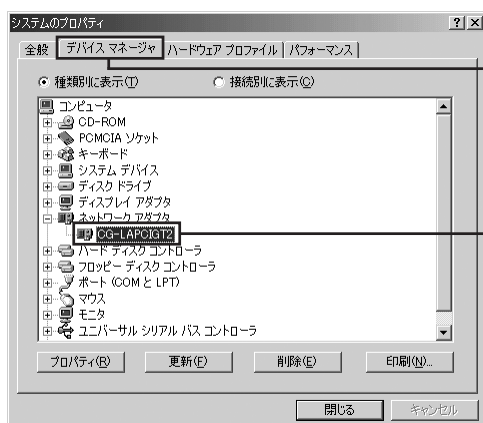 システムのプロパティ
全般 デバイス マネージャ ハードウェア プロファイル パフォーマンス
種類別に表示(T) 接続別に表示(C)
コンピュータ
CD-ROM
PCMCIA ソケット
キーボード
システム デバイス
ディスク ドライブ
ディスプレイ アダプタ
ネットワーク アダプタ
CG-LAPCIGT2
ハード ディスク コントローラ
フロッピー ディスク コントローラ
ポート (COM と LPT)
マウス
モニタ
ユニバーサル シリアル バス コントローラ
プロパティ(R) 更新(F) 削除(E) 印刷(N)...
閉じる キャンセル